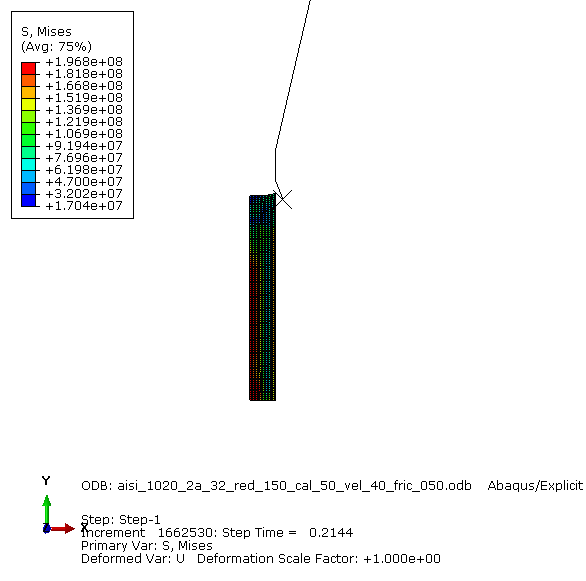 S, Mises
(Avg: 75%)
+1.968e+08
+1.818e+08
+1.668e+08
+1.519e+08
+1.369e+08
+1.219e+08
+1.069e+08
+9.194e+07
+7.696e+07
+6.198e+07
+4.700e+07
+3.202e+07
+1.704e+07
Y
X
Z
ODB: aisi_1020_2a_32_red_150_cal_50_vel_40_fric_050.odb Abaqus/Explicit
Step: Step-1
Increment 1662530: Step Time = 0.2144
Primary Var: S, Mises
Deformed Var: U Deformation Scale Factor: +1.000e+00